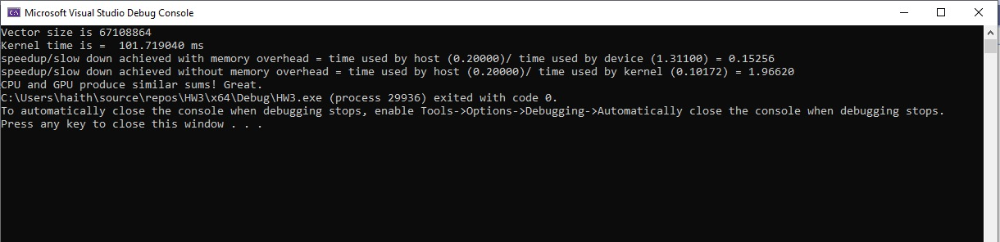 Microsoft Visual Studio Debug Console
Vector size is 67108864
Kernel time is =  101.719040 ms
speedup/slow down achieved with memory overhead = time used by host (0.20000)/ time used by device (1.31100) = 0.15256
speedup/slow down achieved without memory overhead = time used by host (0.20000)/ time used by kernel (0.10172) = 1.96620
CPU and GPU produce similar sums! Great.
C:\Users\haith\source\repos\HW3\x64\Debug\HW3.exe (process 29936) exited with code 0.
To automatically close the console when debugging stops, enable Tools->Options->Debugging->Automatically close the console when debugging stops.
Press any key to close this window . . .